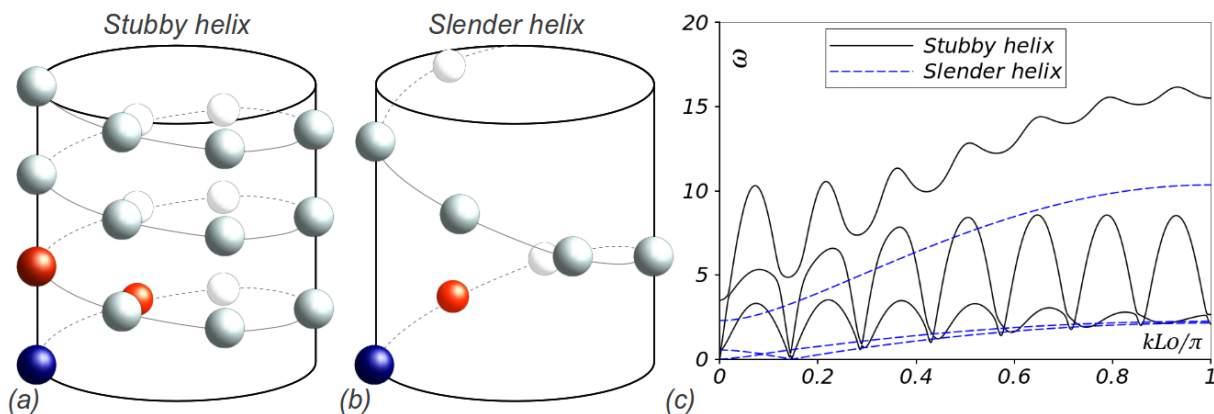 Stubby helix
Slender helix
(a)
(b)
(c)
20
15
10
5
0
ω
Stubby helix
Slender helix
kLo/π
0
0.2
0.4
0.6
0.8
1